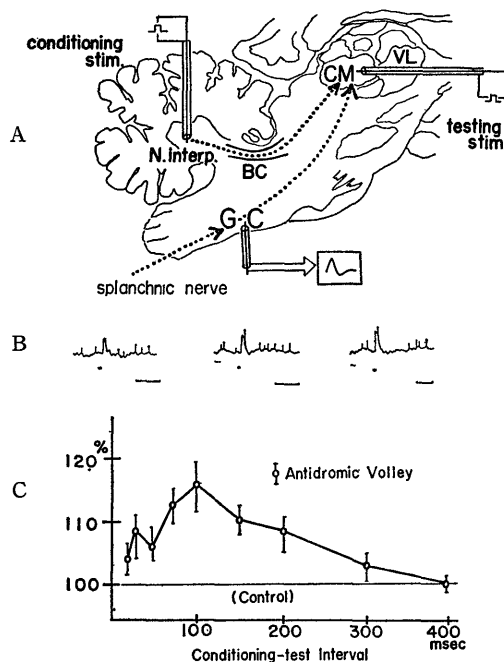 conditioning
stim.
CM
VL
testing
stim
A
N.interp.
BC
G-C
splanchnic nerve
B
%
120
C
Antidromic Volley
110
100
(Control)
100
200
300
400
msec
Conditioning-test Interval